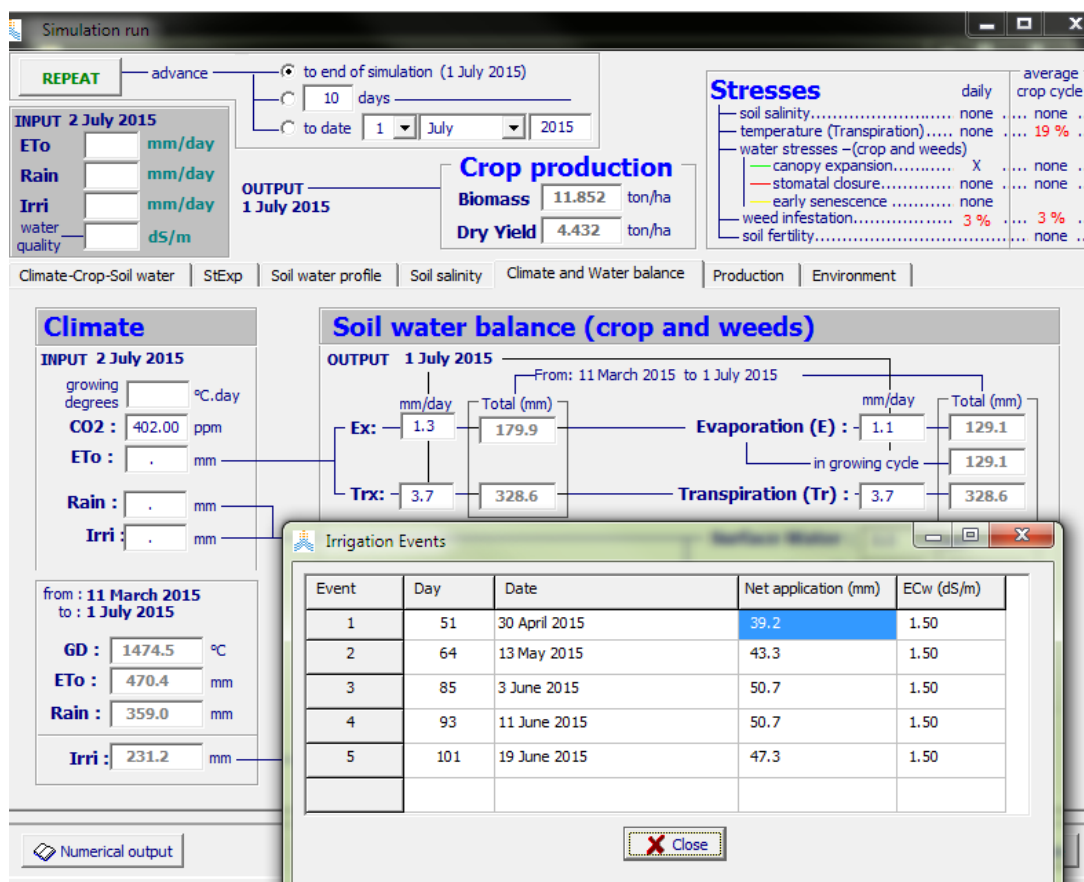 Simulation run
REPEAT
advance
to end of simulation (1 July 2015)
10 days
to date 1 July 2015
INPUT 2 July 2015
ETo mm/day
Rain mm/day
Irri mm/day
water quality dS/m
OUTPUT
1 July 2015
Crop production
Biomass 11.852 ton/ha
Dry Yield 4.432 ton/ha
Stresses daily average crop cycle
soil salinity.................... none .... none ..
temperature (Transpiration)..... none .... 19 % ..
water stresses –(crop and weeds)
canopy expansion........... X .... none ..
stomatal closure........... none .... none ..
early senescence ........... none
weed infestation.................. 3 % .... 3 % ..
soil fertility.................................... none ..
Climate-Crop-Soil water StExp Soil water profile Soil salinity Climate and Water balance Production Environment
Climate
INPUT 2 July 2015
growing degrees °C.day
CO2 : 402.00 ppm
ETo : . mm
Rain : . mm
Irri : . mm
from : 11 March 2015
to : 1 July 2015
GD : 1474.5 °C
ETo : 470.4 mm
Rain : 359.0 mm
Irri : 231.2 mm
Soil water balance (crop and weeds)
OUTPUT 1 July 2015
From: 11 March 2015 to 1 July 2015
mm/day Total (mm) mm/day Total (mm)
Ex: 1.3 179.9 Evaporation (E) : 1.1 129.1
in growing cycle 129.1
Trx: 3.7 328.6 Transpiration (Tr) : 3.7 328.6
Surface Water
Irrigation Events
Event Day Date Net application (mm) ECw (dS/m)
1 51 30 April 2015 39.2 1.50
2 64 13 May 2015 43.3 1.50
3 85 3 June 2015 50.7 1.50
4 93 11 June 2015 50.7 1.50
5 101 19 June 2015 47.3 1.50
Close
Numerical output